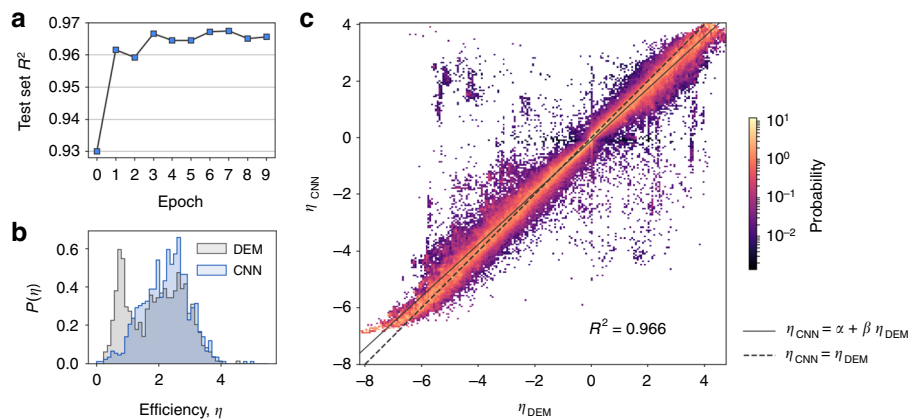 a
0.97
0.96
0.95
0.94
0.93
Test set R²
0 1 2 3 4 5 6 7 8 9
Epoch
b
0.6
0.4
0.2
0.0
P(η)
DEM
CNN
0 2 4
Efficiency, η
c
4
2
0
−2
−4
−6
−8
η CNN
R² = 0.966
−8 −6 −4 −2 0 2 4
η DEM
10¹
10⁰
10⁻¹
10⁻²
Probability
η CNN = α + β η DEM
η CNN = η DEM